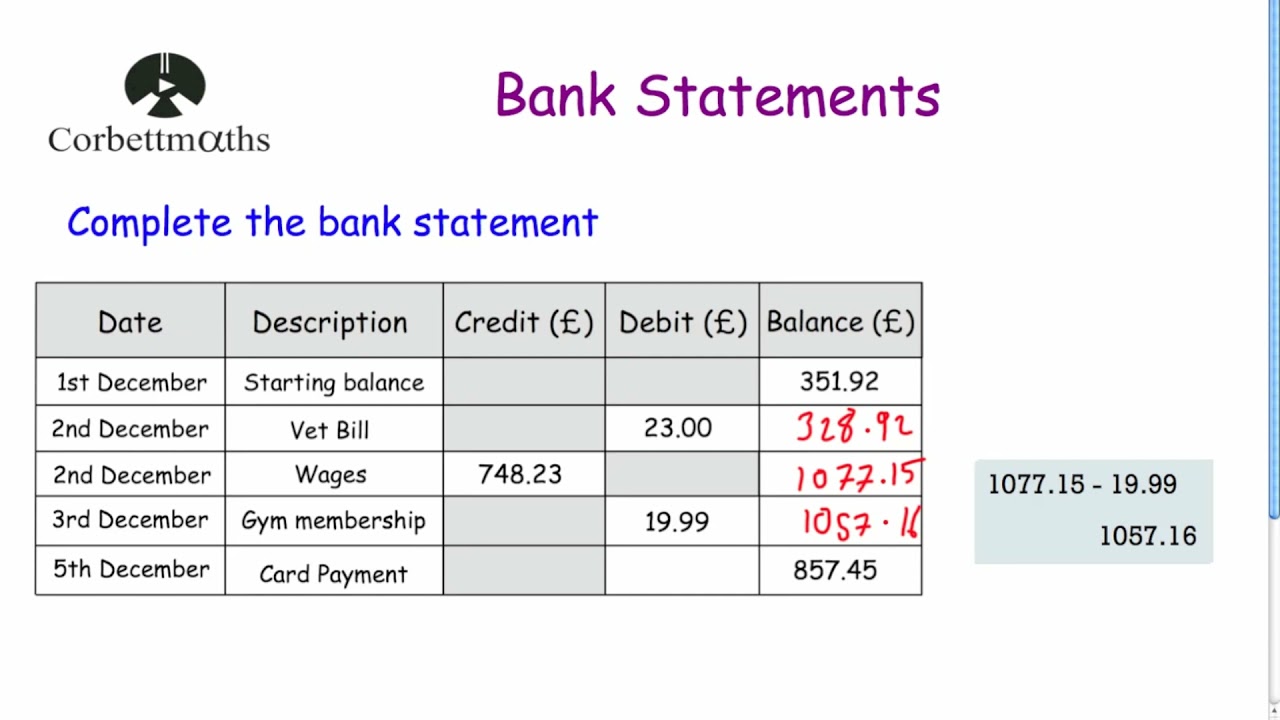 Corbettmαths
Bank Statements
Complete the bank statement
Date Description Credit (£) Debit (£) Balance (£)
1st December Starting balance 351.92
2nd December Vet Bill 23.00 328.92
2nd December Wages 748.23 1077.15
3rd December Gym membership 19.99 1057.16
5th December Card Payment 857.45
1077.15 - 19.99
1057.16